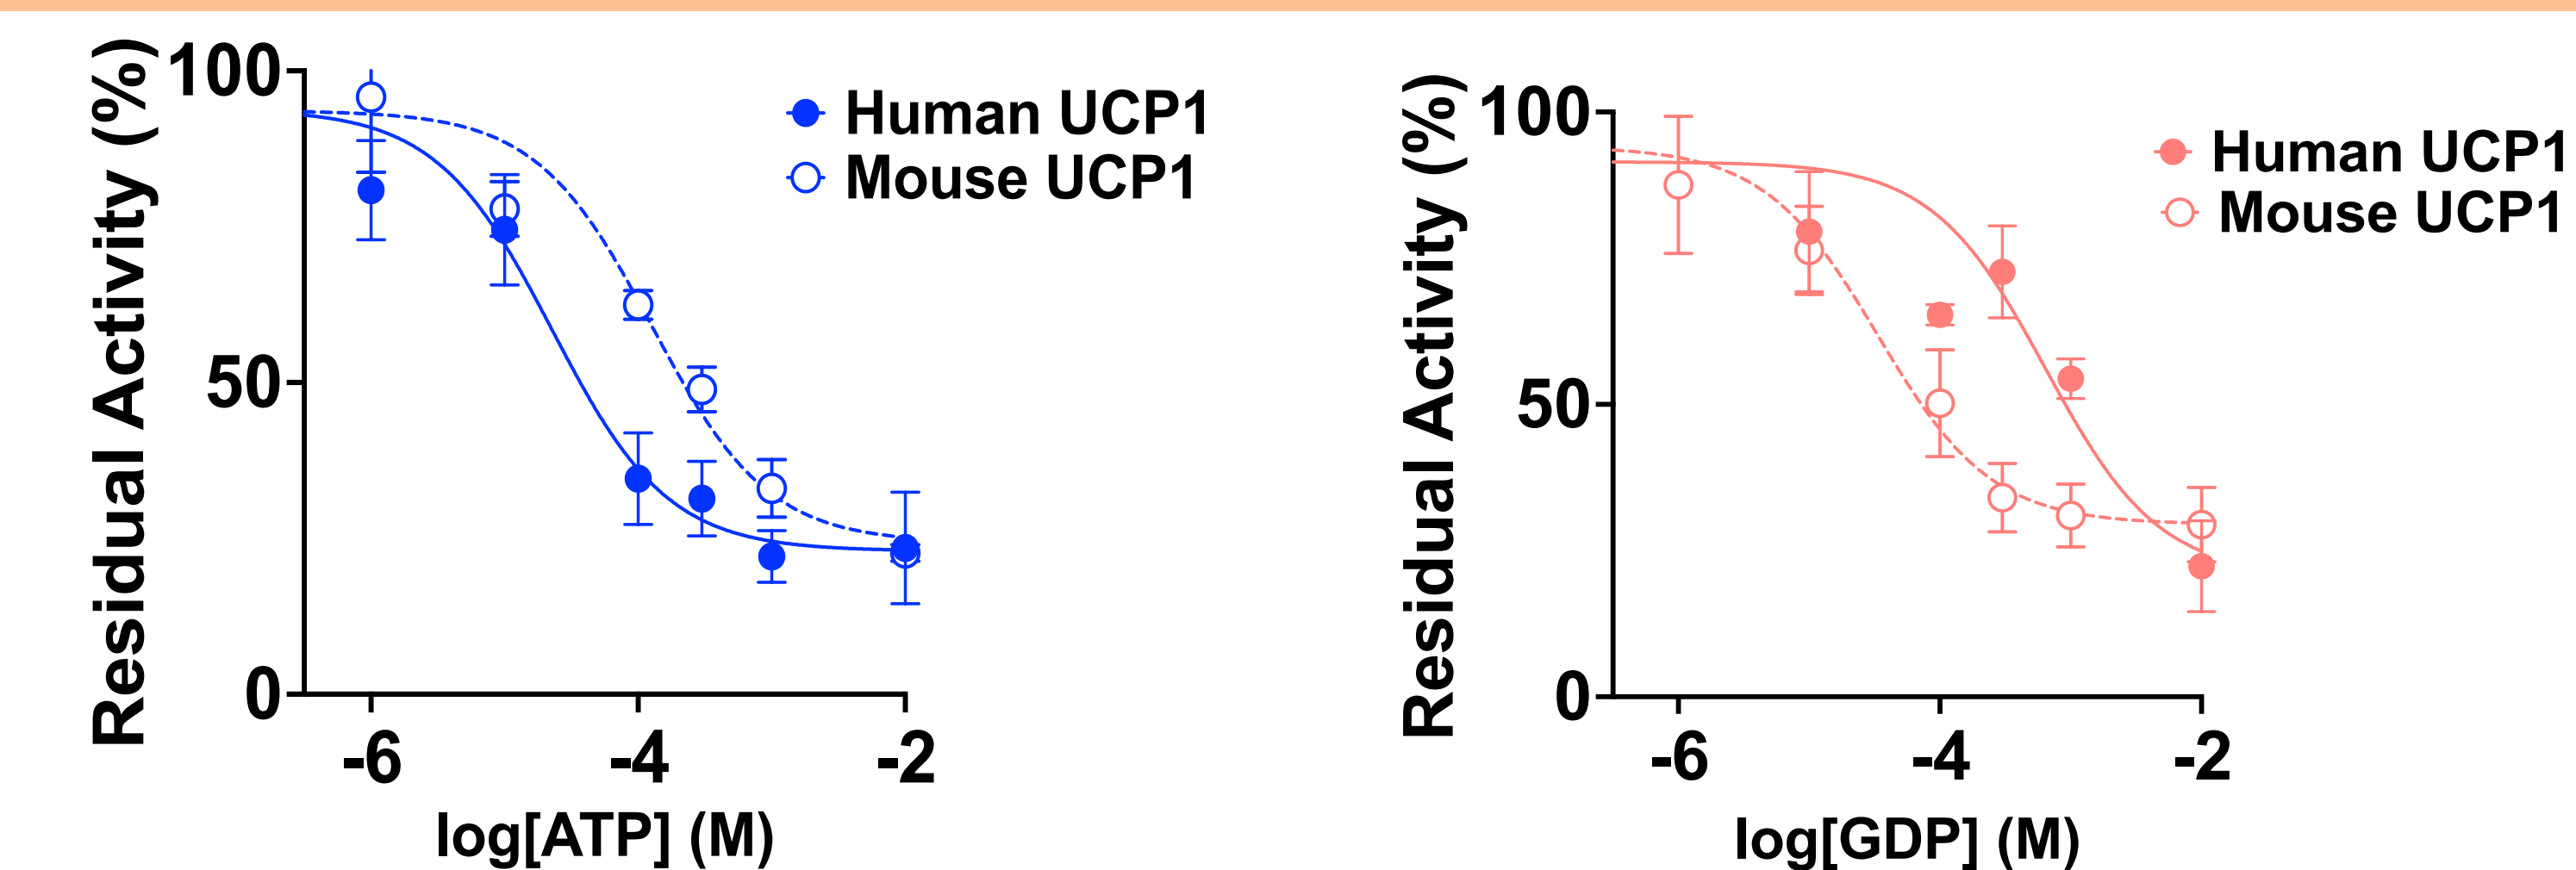 Residual Activity (%)
100
50
0
-6
-4
-2
log[ATP] (M)
Human UCP1
Mouse UCP1
Residual Activity (%)
100
50
0
-6
-4
-2
log[GDP] (M)
Human UCP1
Mouse UCP1